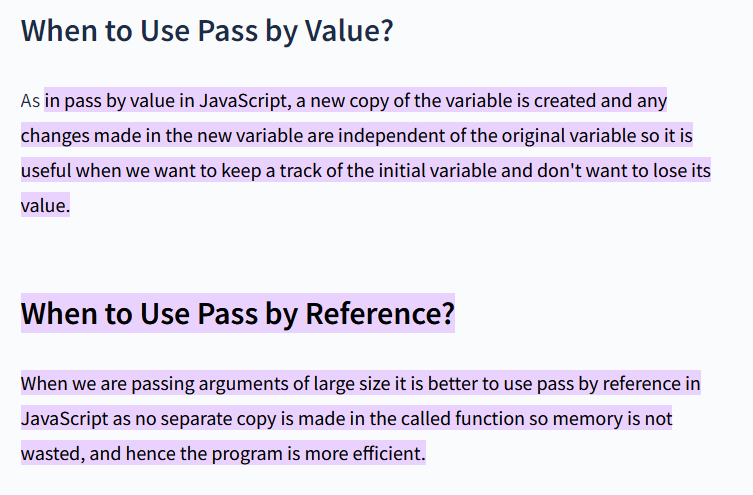 When to Use Pass by Value?
As in pass by value in JavaScript, a new copy of the variable is created and any
changes made in the new variable are independent of the original variable so it is
useful when we want to keep a track of the initial variable and don't want to lose its
value.
When to Use Pass by Reference?
When we are passing arguments of large size it is better to use pass by reference in
JavaScript as no separate copy is made in the called function so memory is not
wasted, and hence the program is more efficient.